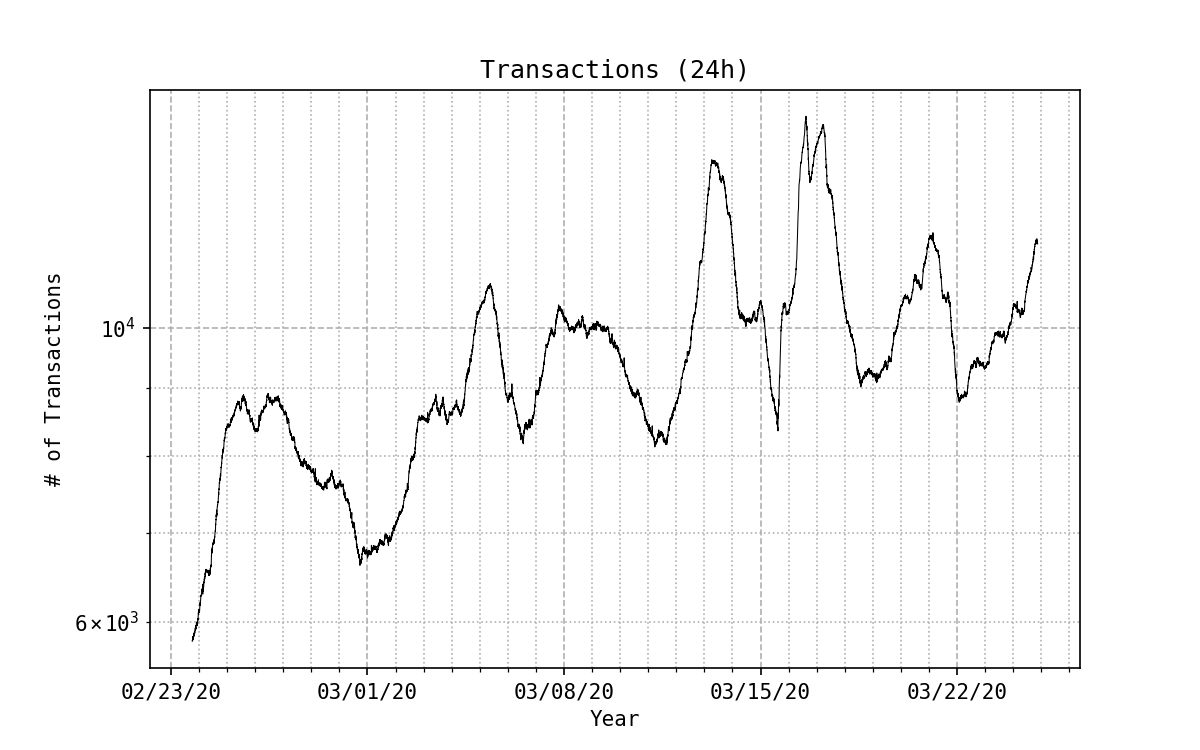 Transactions (24h)
# of Transactions
10⁴
6×10³
02/23/20 03/01/20 03/08/20 03/15/20 03/22/20
Year